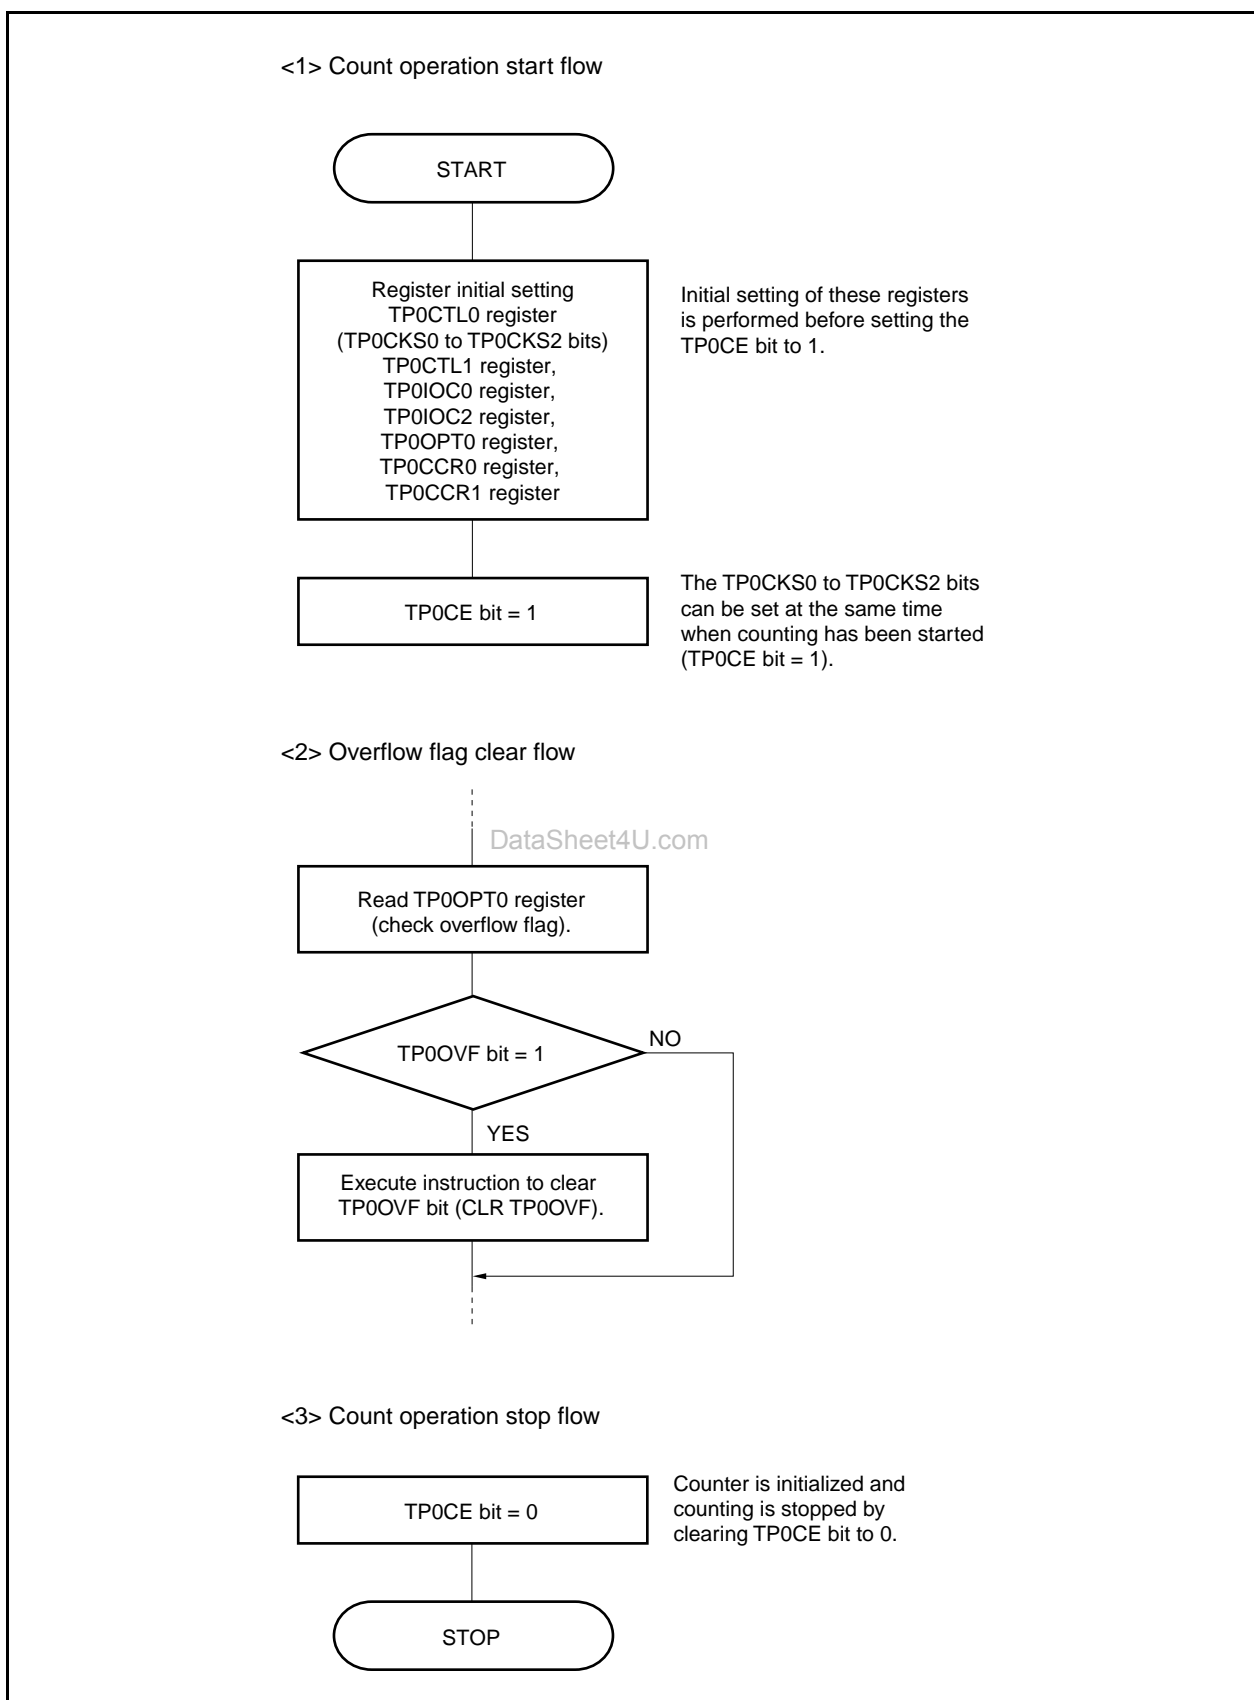 <1> Count operation start flow
START
Register initial setting
TP0CTL0 register
(TP0CKS0 to TP0CKS2 bits)
TP0CTL1 register,
TP0IOC0 register,
TP0IOC2 register,
TP0OPT0 register,
TP0CCR0 register,
TP0CCR1 register
Initial setting of these registers
is performed before setting the
TP0CE bit to 1.
TP0CE bit = 1
The TP0CKS0 to TP0CKS2 bits
can be set at the same time
when counting has been started
(TP0CE bit = 1).
<2> Overflow flag clear flow
DataSheet4U.com
Read TP0OPT0 register
(check overflow flag).
TP0OVF bit = 1
NO
YES
Execute instruction to clear
TP0OVF bit (CLR TP0OVF).
<3> Count operation stop flow
TP0CE bit = 0
Counter is initialized and
counting is stopped by
clearing TP0CE bit to 0.
STOP